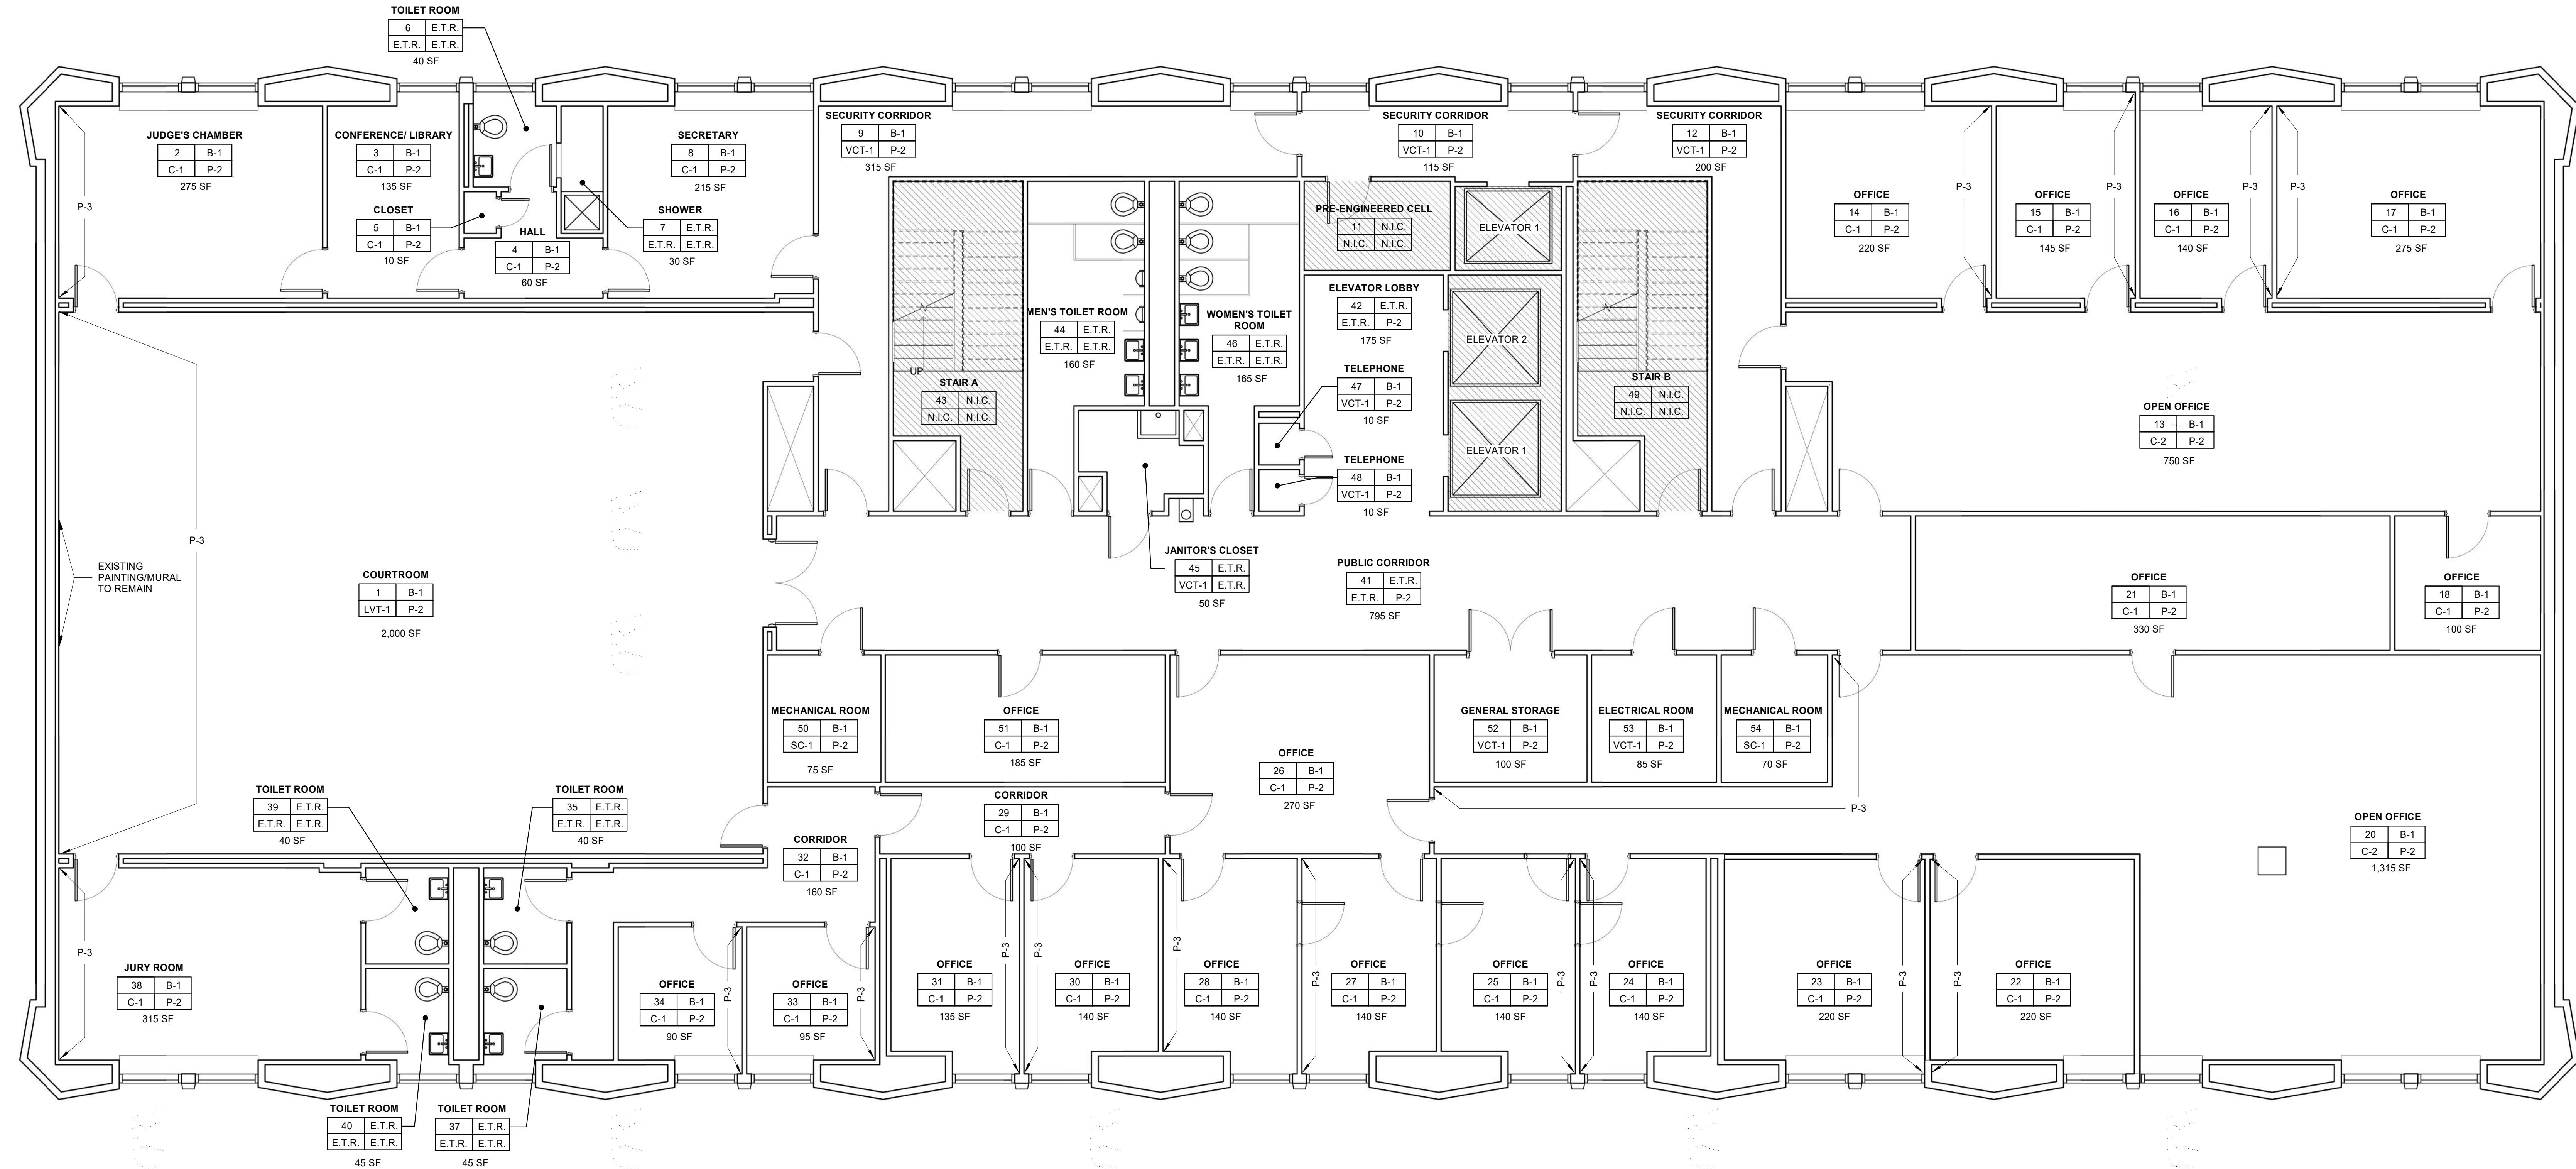 TOILET ROOM
6 E.T.R.
E.T.R. E.T.R.
40 SF
JUDGE'S CHAMBER
2 B-1
C-1 P-2
275 SF
CONFERENCE/ LIBRARY
3 B-1
C-1 P-2
135 SF
CLOSET
5 B-1
C-1 P-2
10 SF
HALL
4 B-1
C-1 P-2
60 SF
SHOWER
7 E.T.R.
E.T.R. E.T.R.
30 SF
SECRETARY
8 B-1
C-1 P-2
215 SF
SECURITY CORRIDOR
9 B-1
VCT-1 P-2
315 SF
SECURITY CORRIDOR
10 B-1
VCT-1 P-2
115 SF
SECURITY CORRIDOR
12 B-1
VCT-1 P-2
200 SF
PRE-ENGINEERED CELL
11 N.I.C.
N.I.C. N.I.C.
ELEVATOR 1
OFFICE
14 B-1
C-1 P-2
220 SF
P-3
OFFICE
15 B-1
C-1 P-2
145 SF
P-3
OFFICE
16 B-1
C-1 P-2
140 SF
P-3
P-3
OFFICE
17 B-1
C-1 P-2
275 SF
P-3
MEN'S TOILET ROOM
44 E.T.R.
E.T.R. E.T.R.
160 SF
WOMEN'S TOILET
ROOM
46 E.T.R.
E.T.R. E.T.R.
165 SF
ELEVATOR LOBBY
42 E.T.R.
E.T.R. P-2
175 SF
ELEVATOR 2
TELEPHONE
47 B-1
VCT-1 P-2
10 SF
TELEPHONE
48 B-1
VCT-1 P-2
10 SF
ELEVATOR 1
UP
STAIR A
43 N.I.C.
N.I.C. N.I.C.
STAIR B
49 N.I.C.
N.I.C. N.I.C.
OPEN OFFICE
13 B-1
C-2 P-2
750 SF
P-3
EXISTING
PAINTING/MURAL
TO REMAIN
COURTROOM
1 B-1
LVT-1 P-2
2,000 SF
JANITOR'S CLOSET
45 E.T.R.
VCT-1 E.T.R.
50 SF
PUBLIC CORRIDOR
41 E.T.R.
E.T.R. P-2
795 SF
OFFICE
21 B-1
C-1 P-2
330 SF
OFFICE
18 B-1
C-1 P-2
100 SF
MECHANICAL ROOM
50 B-1
SC-1 P-2
75 SF
OFFICE
51 B-1
C-1 P-2
185 SF
OFFICE
26 B-1
C-1 P-2
270 SF
GENERAL STORAGE
52 B-1
VCT-1 P-2
100 SF
ELECTRICAL ROOM
53 B-1
VCT-1 P-2
85 SF
MECHANICAL ROOM
54 B-1
SC-1 P-2
70 SF
P-3
OPEN OFFICE
20 B-1
C-2 P-2
1,315 SF
TOILET ROOM
39 E.T.R.
E.T.R. E.T.R.
40 SF
TOILET ROOM
35 E.T.R.
E.T.R. E.T.R.
40 SF
CORRIDOR
29 B-1
C-1 P-2
100 SF
CORRIDOR
32 B-1
C-1 P-2
160 SF
P-3
JURY ROOM
38 B-1
C-1 P-2
315 SF
OFFICE
34 B-1
C-1 P-2
90 SF
P-3
OFFICE
33 B-1
C-1 P-2
95 SF
P-3
OFFICE
31 B-1
C-1 P-2
135 SF
P-3
P-3
OFFICE
30 B-1
C-1 P-2
140 SF
P-3
OFFICE
28 B-1
C-1 P-2
140 SF
P-3
OFFICE
27 B-1
C-1 P-2
140 SF
OFFICE
25 B-1
C-1 P-2
140 SF
P-3
P-3
OFFICE
24 B-1
C-1 P-2
140 SF
OFFICE
23 B-1
C-1 P-2
220 SF
P-3
P-3
OFFICE
22 B-1
C-1 P-2
220 SF
TOILET ROOM
40 E.T.R.
E.T.R. E.T.R.
45 SF
TOILET ROOM
37 E.T.R.
E.T.R. E.T.R.
45 SF